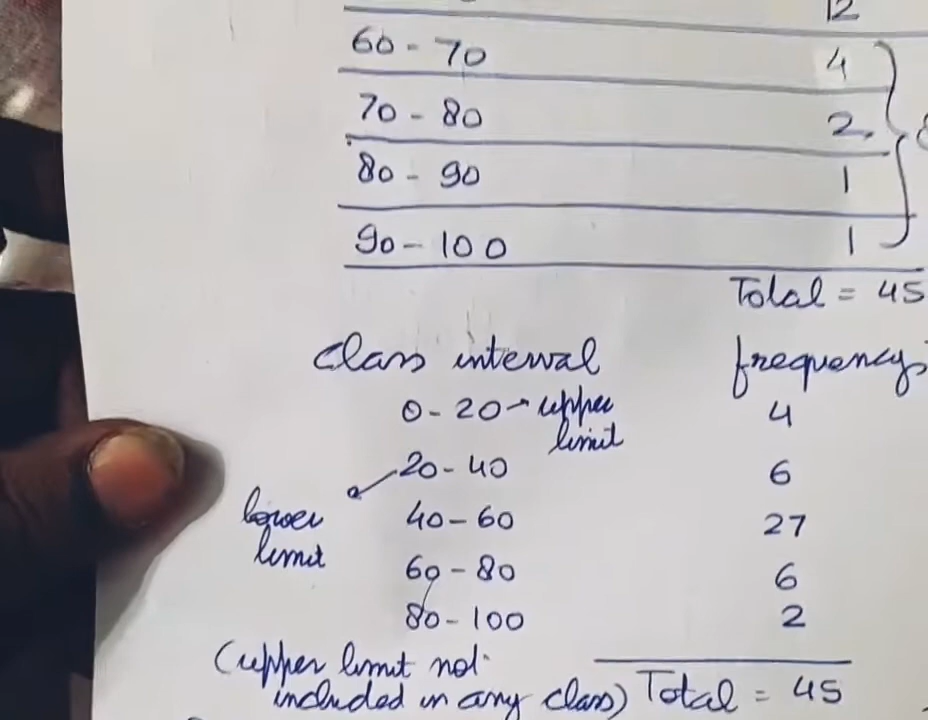 12
60 - 70 4
70 - 80 2
80 - 90 1
90 - 100 1
Total = 45
Class interval frequency
0 - 20 → upper limit 4
20 - 40 6
lower limit
40 - 60 27
60 - 80 6
80 - 100 2
(upper limit not
included in any class) Total = 45